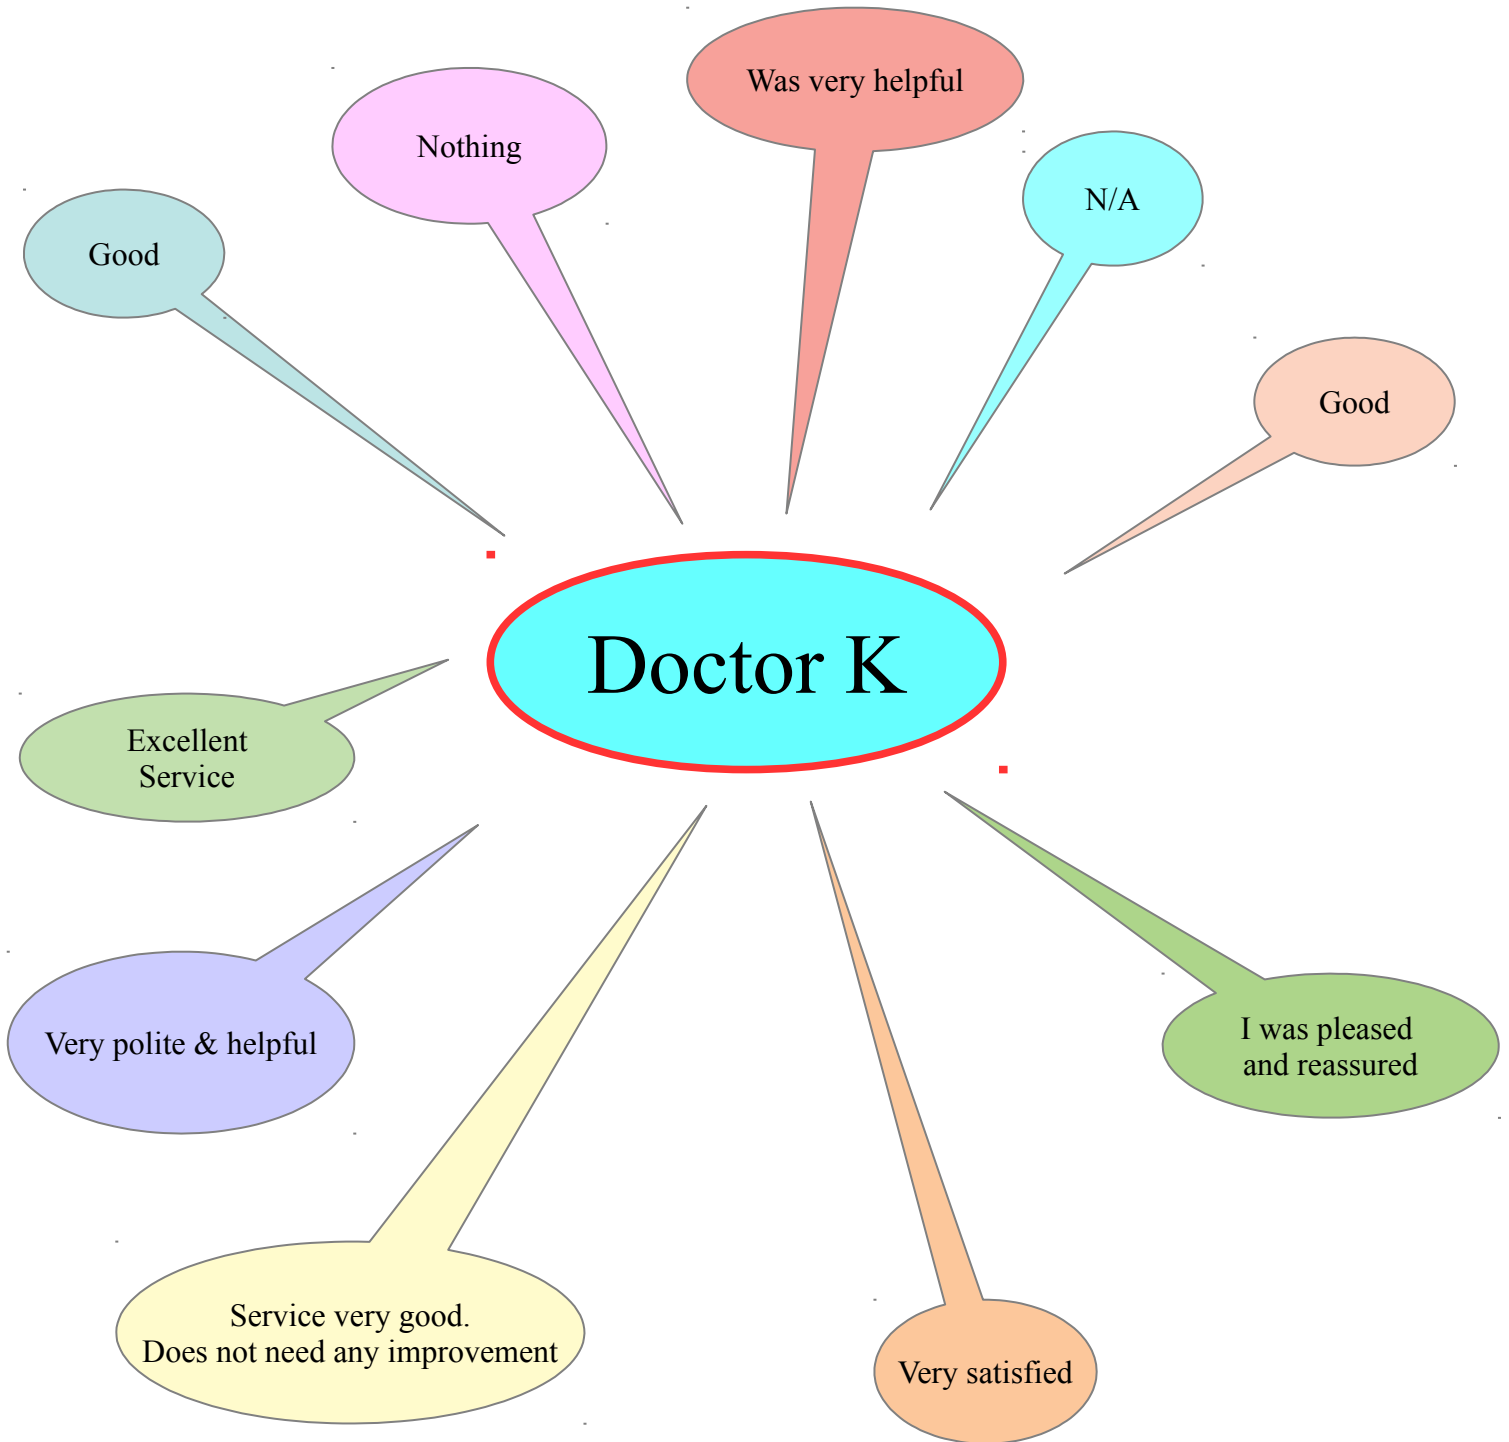 Was very helpful
Nothing
N/A
Good
Good
Doctor K
Excellent
Service
I was pleased
and reassured
Very polite & helpful
Service very good.
Does not need any improvement
Very satisfied